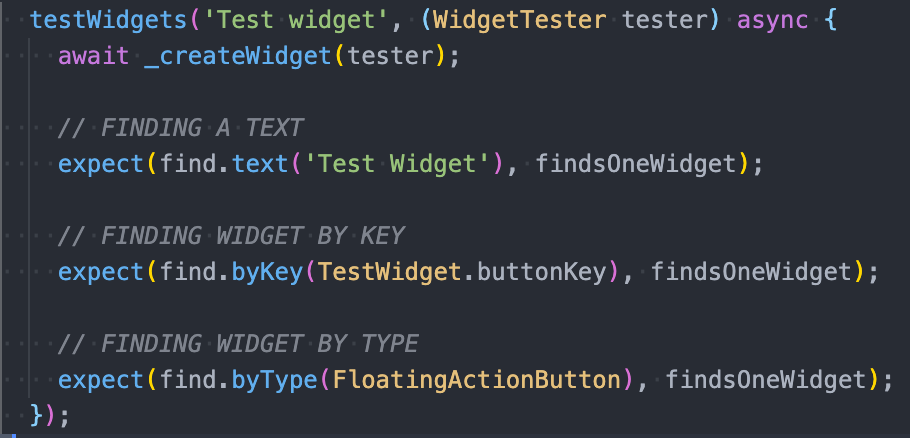 testWidgets('Test widget', (WidgetTester tester) async {
await _createWidget(tester);
// FINDING A TEXT
expect(find.text('Test Widget'), findsOneWidget);
// FINDING WIDGET BY KEY
expect(find.byKey(TestWidget.buttonKey), findsOneWidget);
// FINDING WIDGET BY TYPE
expect(find.byType(FloatingActionButton), findsOneWidget);
});